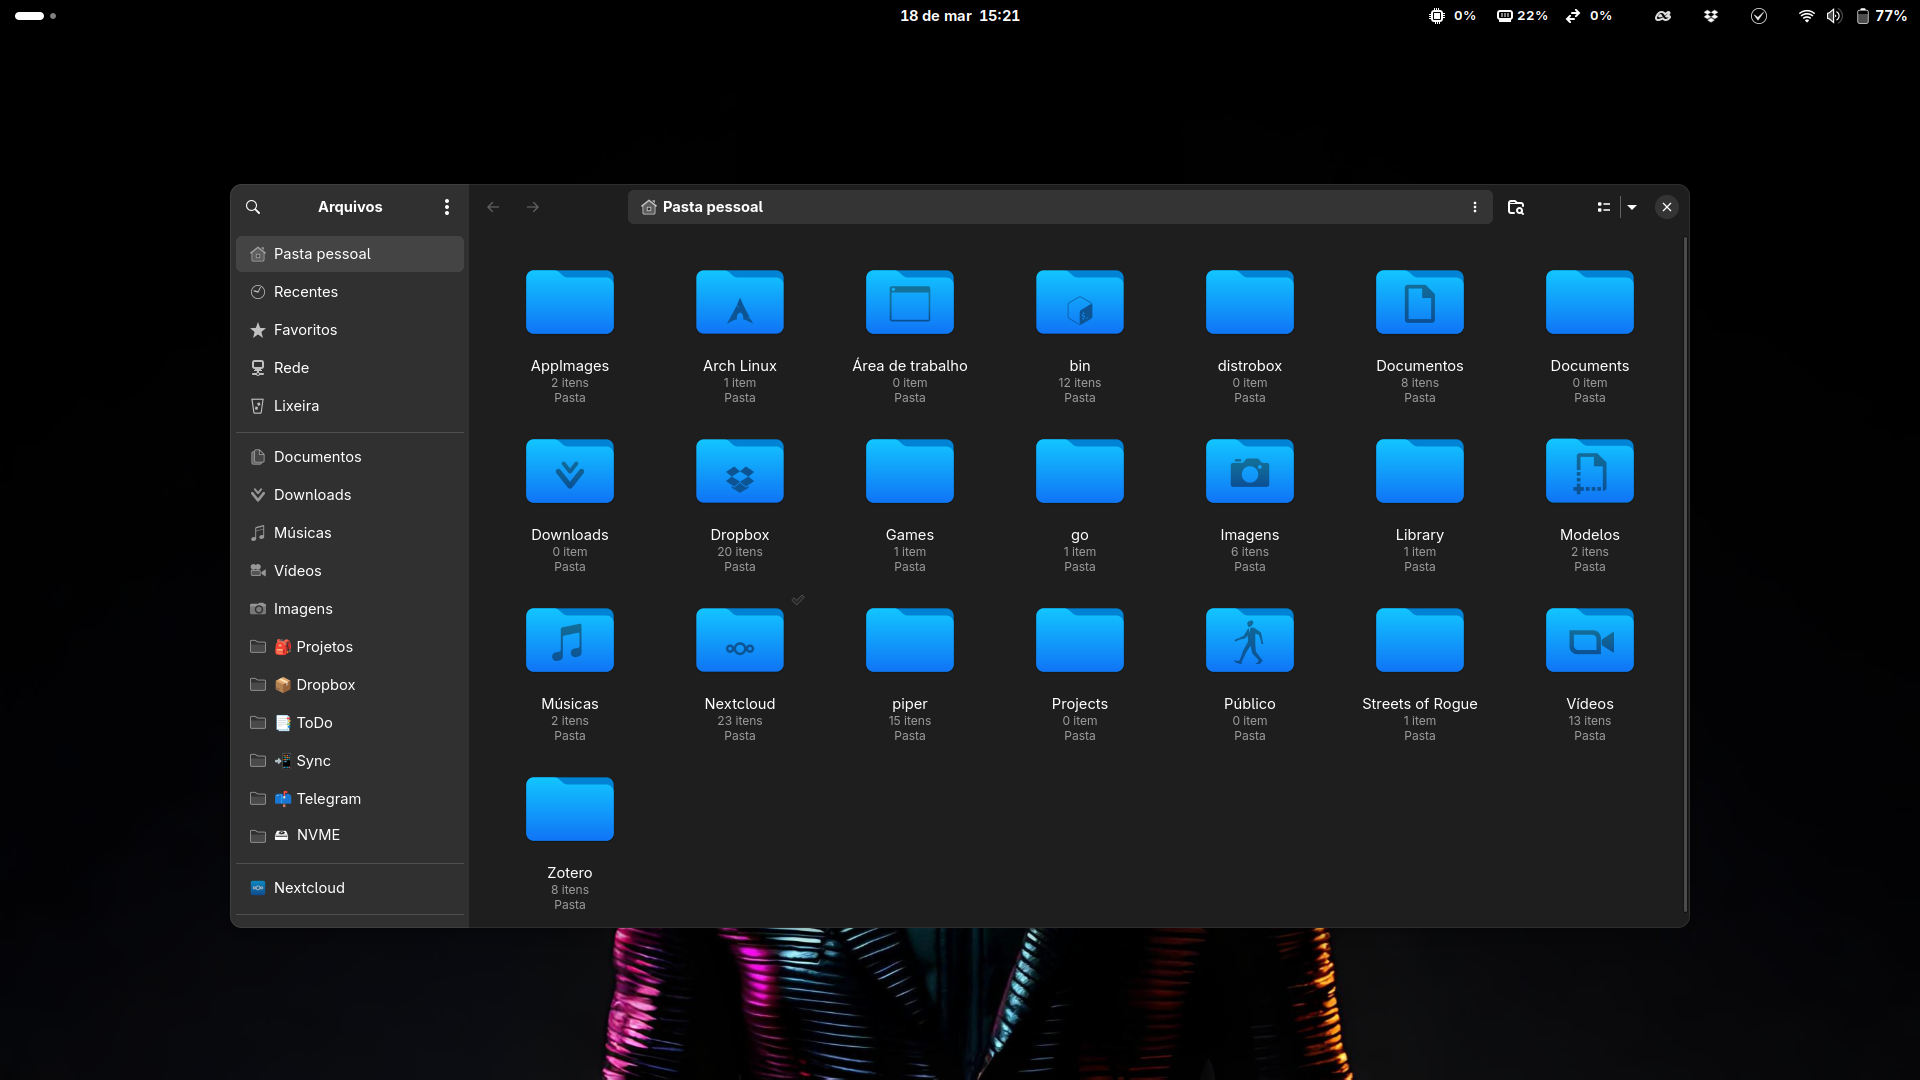 18 de mar 15:21
0% 22% 0% 77%
Arquivos
Pasta pessoal
Pasta pessoal
Recentes
Favoritos
Rede
Lixeira
Documentos
Downloads
Músicas
Vídeos
Imagens
Projetos
Dropbox
ToDo
Sync
Telegram
NVME
Nextcloud
AppImages
2 itens
Pasta
Arch Linux
1 item
Pasta
Área de trabalho
0 item
Pasta
bin
12 itens
Pasta
distrobox
0 item
Pasta
Documentos
8 itens
Pasta
Documents
0 item
Pasta
Downloads
0 item
Pasta
Dropbox
20 itens
Pasta
Games
1 item
Pasta
go
1 item
Pasta
Imagens
6 itens
Pasta
Library
1 item
Pasta
Modelos
2 itens
Pasta
Músicas
2 itens
Pasta
Nextcloud
23 itens
Pasta
piper
15 itens
Pasta
Projects
0 item
Pasta
Público
0 item
Pasta
Streets of Rogue
1 item
Pasta
Vídeos
13 itens
Pasta
Zotero
8 itens
Pasta